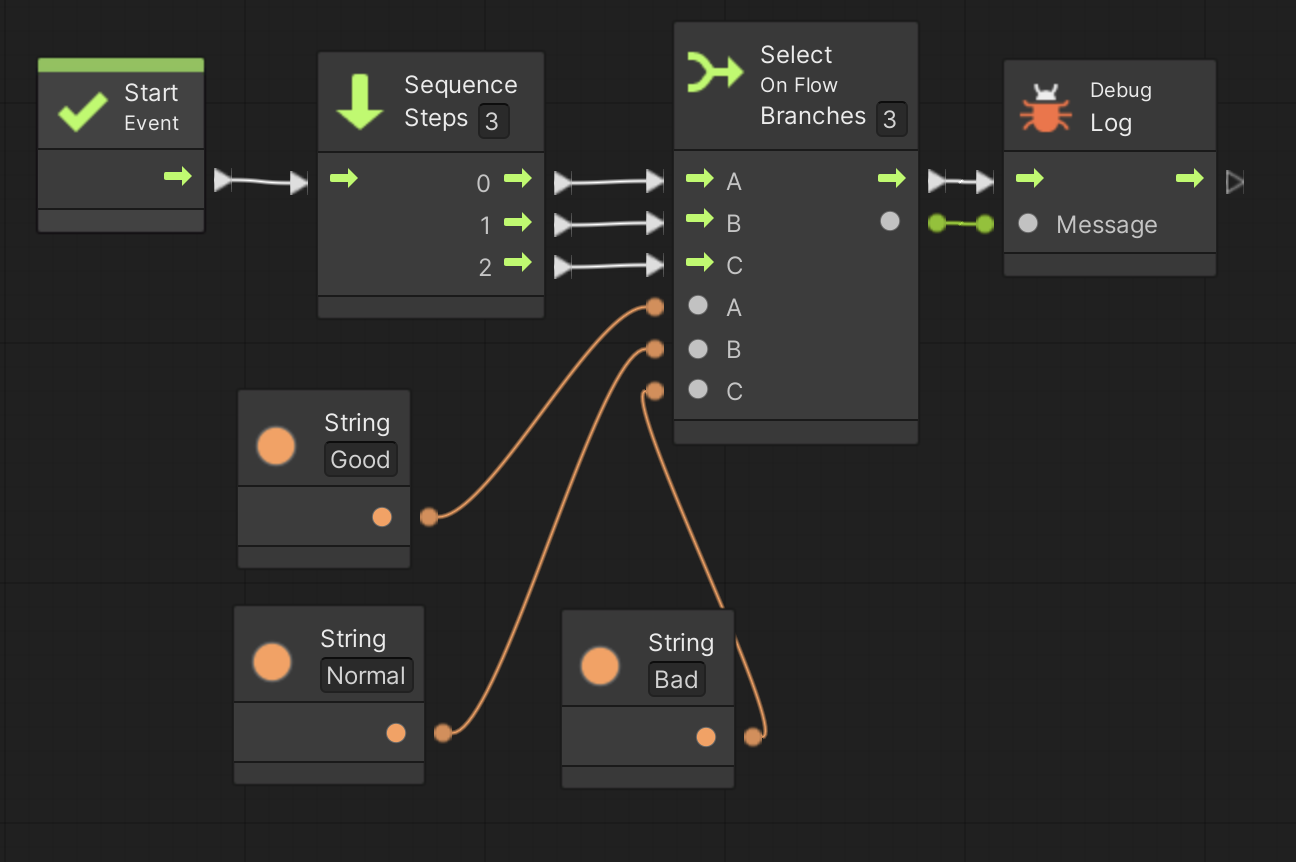 Start
Event
Sequence
Steps 3
0
1
2
Select
On Flow
Branches 3
A
B
C
A
B
C
Debug
Log
Message
String
Good
String
Normal
String
Bad